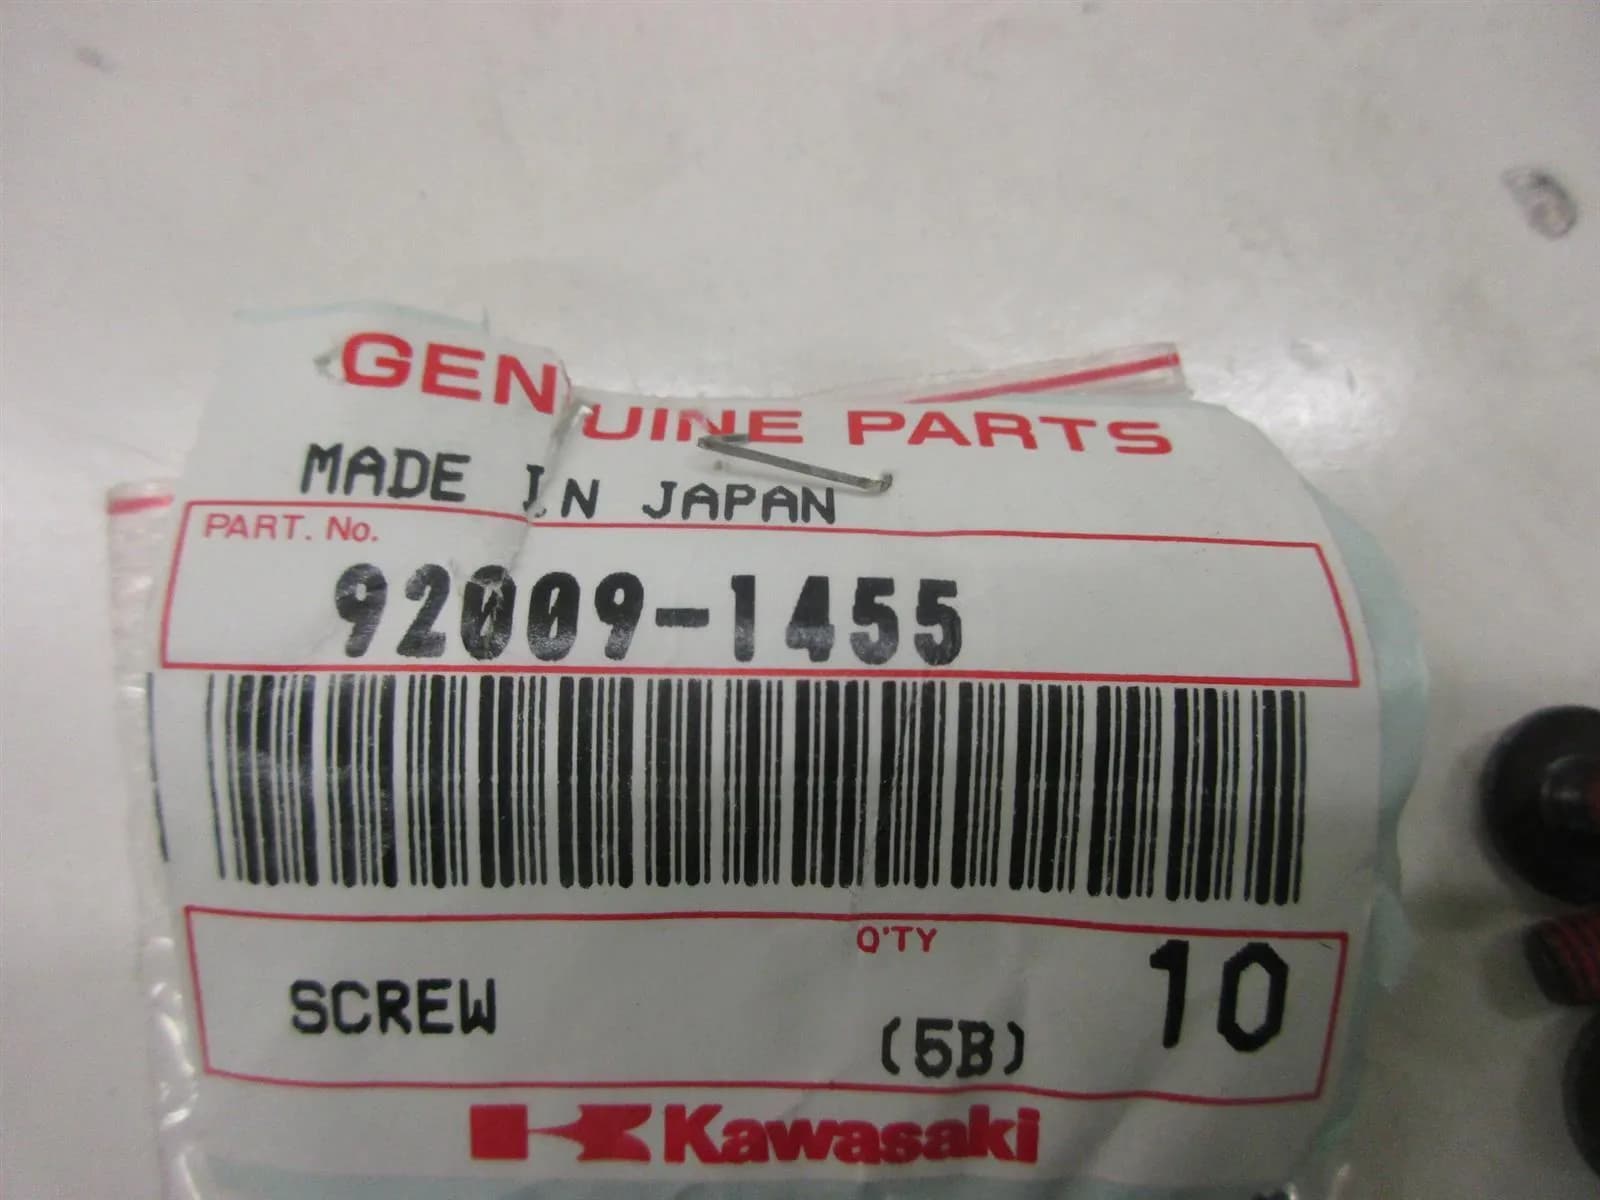 GENUINE PARTS
MADE IN JAPAN
PART. No.
92009-1455
Q'TY
SCREW (5B) 10
Kawasaki